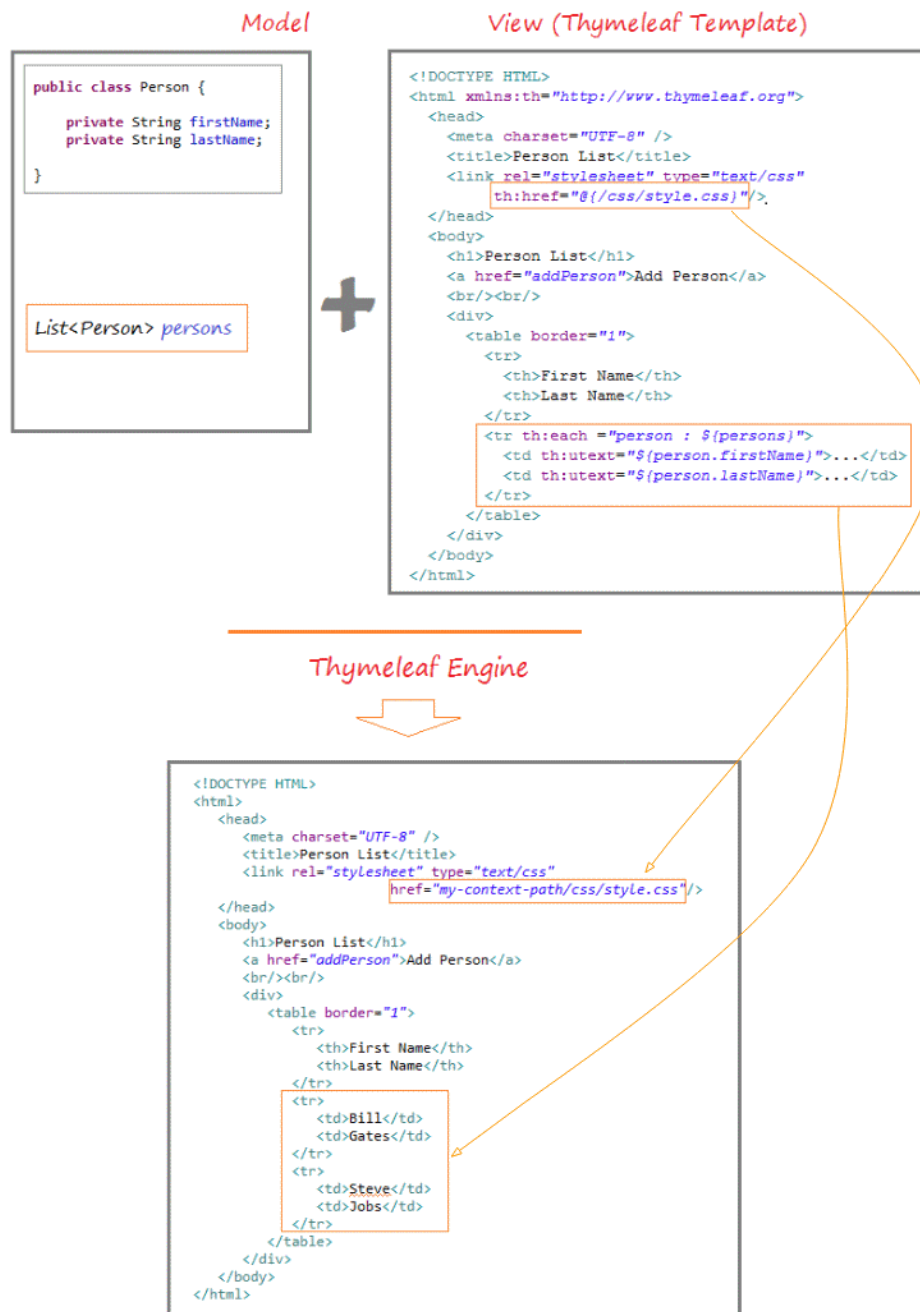 Model
public class Person {
private String firstName;
private String lastName;
}
List<Person> persons
View (Thymeleaf Template)
<!DOCTYPE HTML>
<html xmlns:th="http://www.thymeleaf.org">
<head>
<meta charset="UTF-8" />
<title>Person List</title>
<link rel="stylesheet" type="text/css"
th:href="@{/css/style.css}"/>
</head>
<body>
<h1>Person List</h1>
<a href="addPerson">Add Person</a>
<br/><br/>
<div>
<table border="1">
<tr>
<th>First Name</th>
<th>Last Name</th>
</tr>
<tr th:each ="person : ${persons}">
<td th:utext="${person.firstName}">...</td>
<td th:utext="${person.lastName}">...</td>
</tr>
</table>
</div>
</body>
</html>
Thymeleaf Engine
<!DOCTYPE HTML>
<html>
<head>
<meta charset="UTF-8" />
<title>Person List</title>
<link rel="stylesheet" type="text/css"
href="my-context-path/css/style.css"/>
</head>
<body>
<h1>Person List</h1>
<a href="addPerson">Add Person</a>
<br/><br/>
<div>
<table border="1">
<tr>
<th>First Name</th>
<th>Last Name</th>
</tr>
<tr>
<td>Bill</td>
<td>Gates</td>
</tr>
<tr>
<td>Steve</td>
<td>Jobs</td>
</tr>
</table>
</div>
</body>
</html>